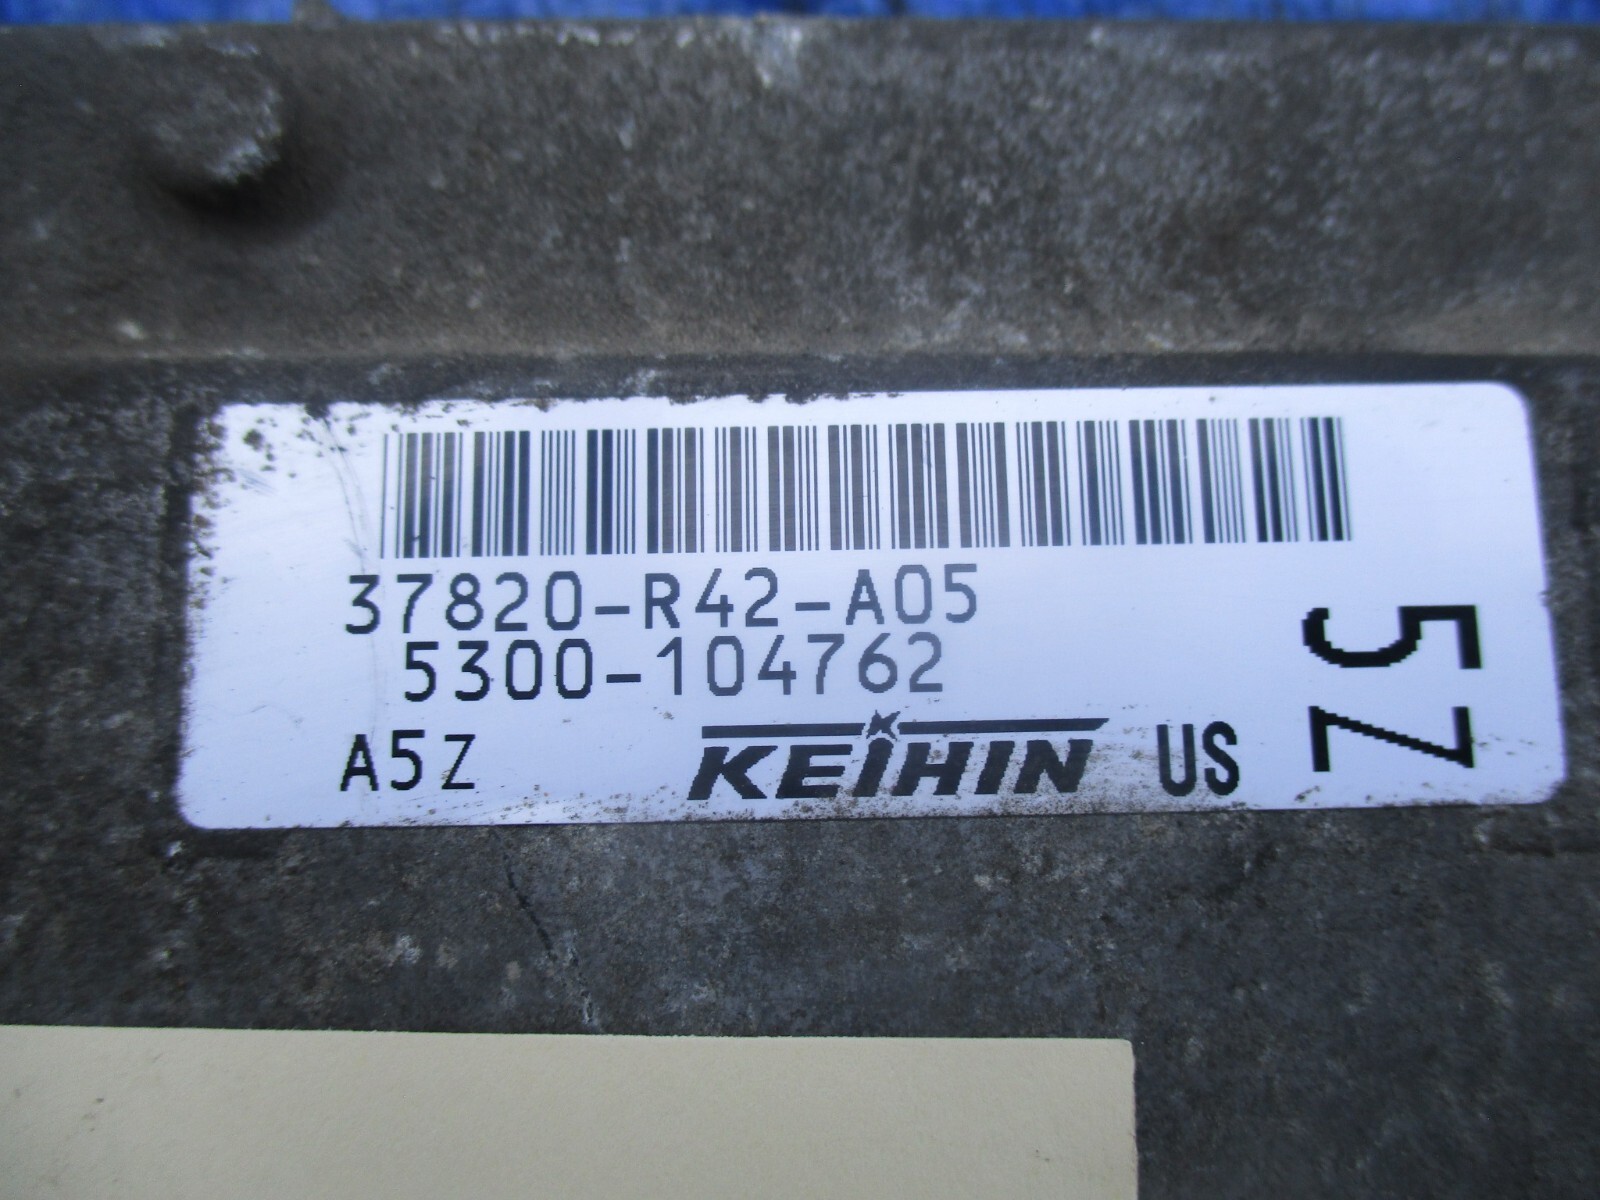 37820-R42-A05
5300-104762
A5Z KEIHIN US
5Z